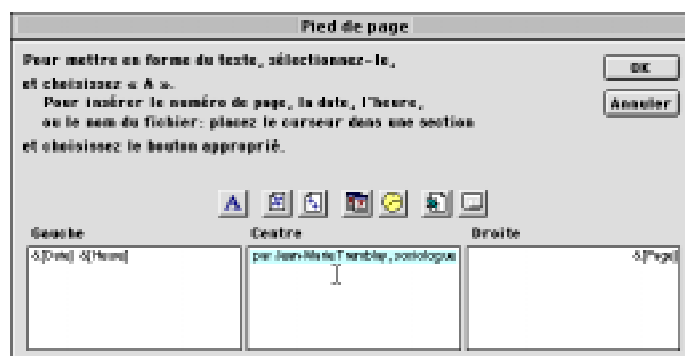 Pied de page
Pour mettre en forme du texte, sélectionnez-le,
et choisissez « A ».
Pour insérer le numéro de page, la date, l'heure,
ou le nom du fichier: placez le curseur dans une section
et choisissez le bouton approprié.
OK
Annuler
A
Gauche Centre Droite
&[Date] &[Heure] par Jean-Marie Tremblay, sociologue &[Page]